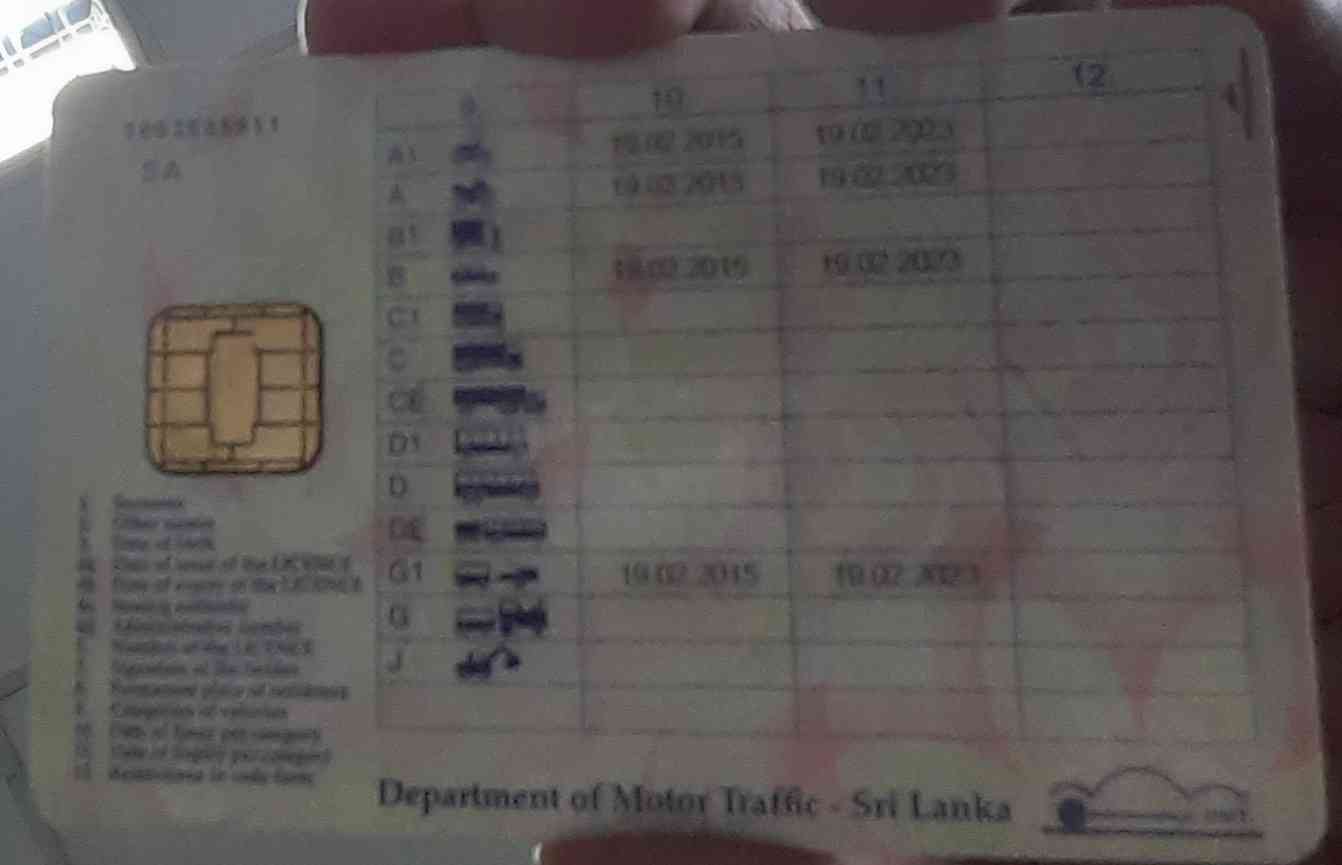 SA
9 10 11 12
A1 19.02.2015 19.02.2023
A 19.02.2015 19.02.2023
B1
B 19.02.2015 19.02.2023
C1
C
CE
D1
D
DE
G1 19.02.2015 19.02.2023
G
J
1. Surname
2. Other names
3. Date of birth
4a. Date of issue of the LICENCE
4b. Date of expiry of the LICENCE
4c. Issuing authority
4d. Administrative number
5. Number of the LICENCE
7. Signature of the holder
8. Permanent place of residence
9. Categories of vehicles
10. Date of issue per category
11. Date of expiry per category
12. Restrictions in code form
Department of Motor Traffic - Sri Lanka